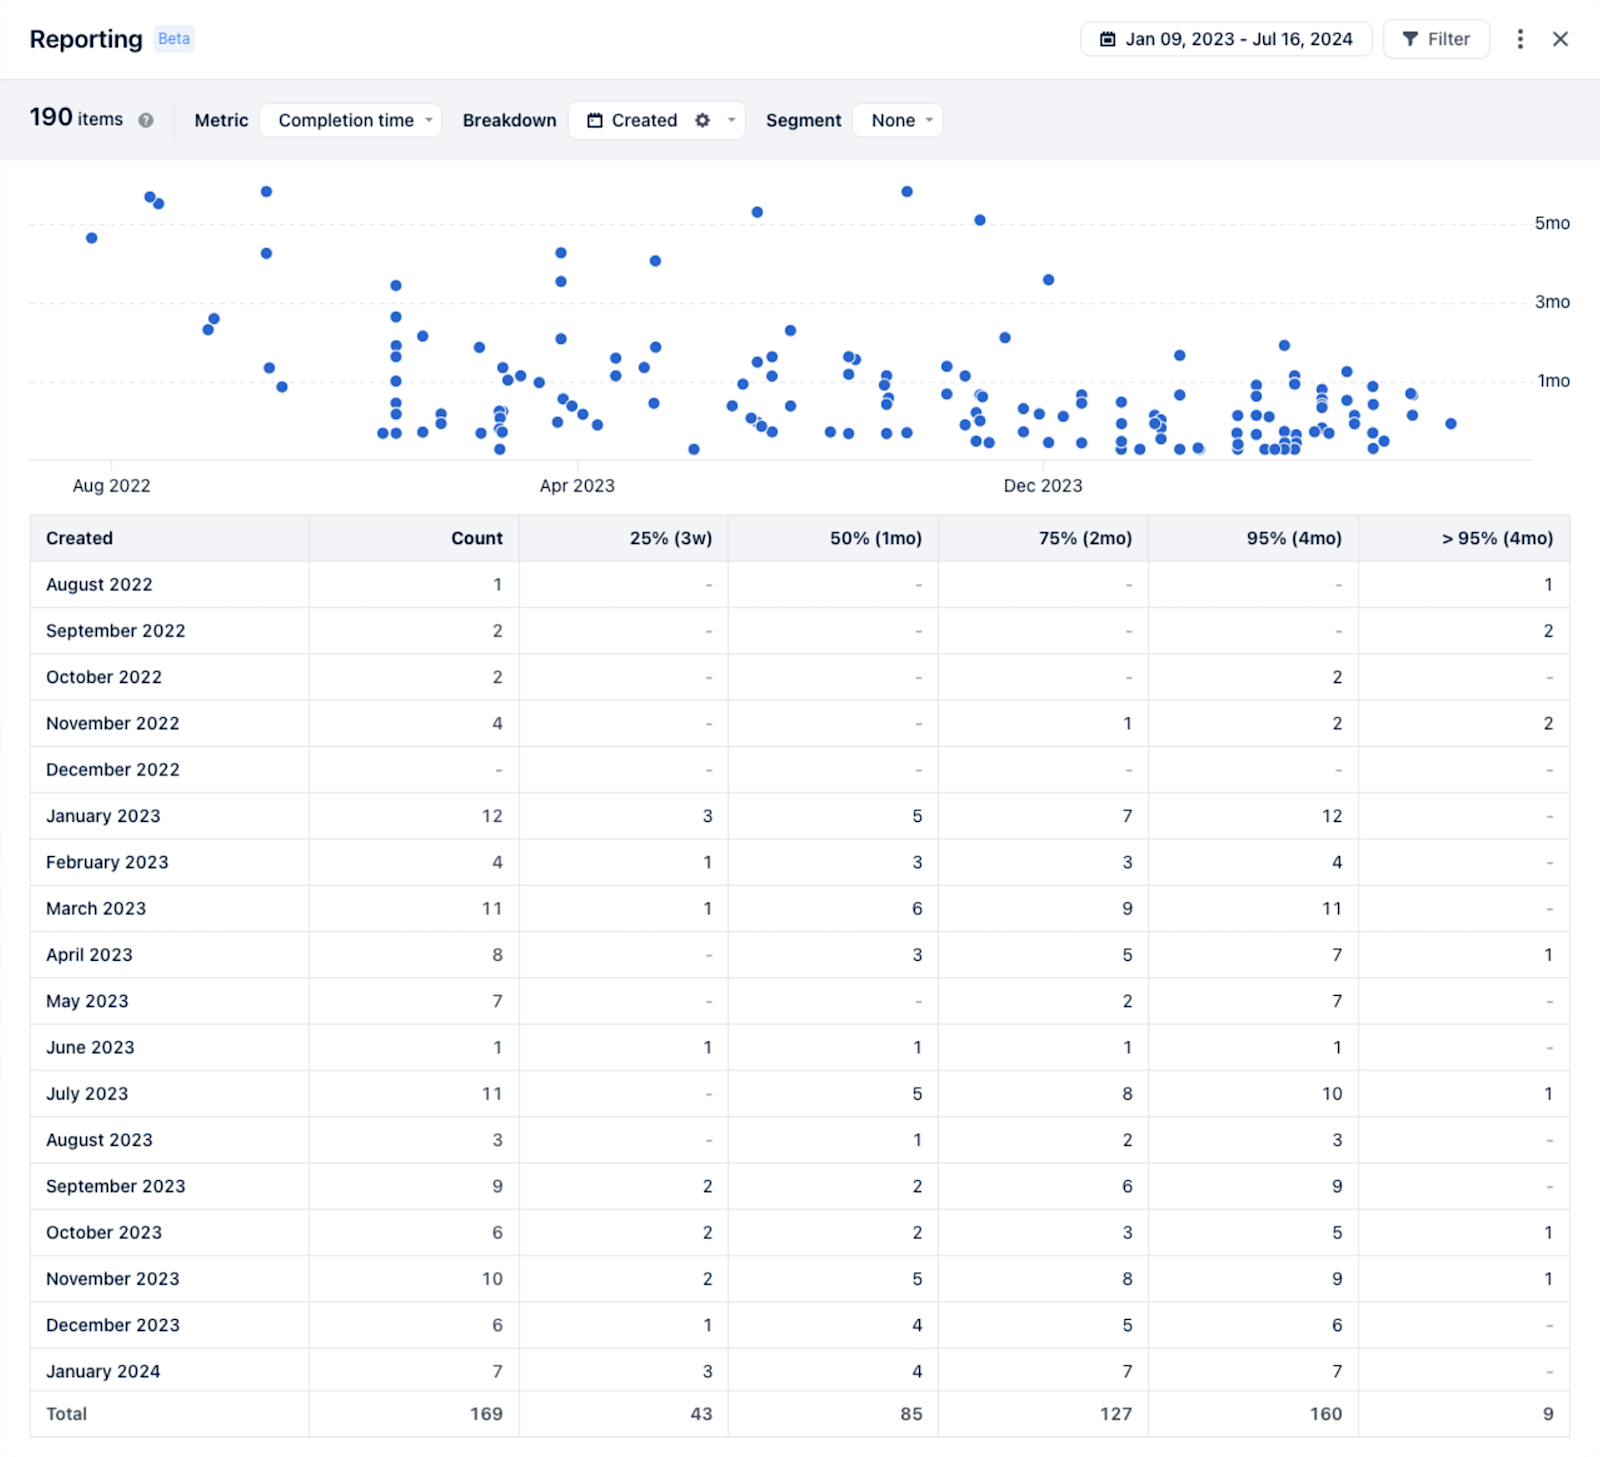 Reporting Beta Jan 09, 2023 - Jul 16, 2024 Filter
190 items ? Metric Completion time Breakdown Created Segment None
5mo
3mo
1mo
Aug 2022 Apr 2023 Dec 2023
Created Count 25% (3w) 50% (1mo) 75% (2mo) 95% (4mo) > 95% (4mo)
August 2022 1 - - - - 1
September 2022 2 - - - - 2
October 2022 2 - - - 2 -
November 2022 4 - - 1 2 2
December 2022 - - - - - -
January 2023 12 3 5 7 12 -
February 2023 4 1 3 3 4 -
March 2023 11 1 6 9 11 -
April 2023 8 - 3 5 7 1
May 2023 7 - - 2 7 -
June 2023 1 1 1 1 1 -
July 2023 11 - 5 8 10 1
August 2023 3 - 1 2 3 -
September 2023 9 2 2 6 9 -
October 2023 6 2 2 3 5 1
November 2023 10 2 5 8 9 1
December 2023 6 1 4 5 6 -
January 2024 7 3 4 7 7 -
Total 169 43 85 127 160 9